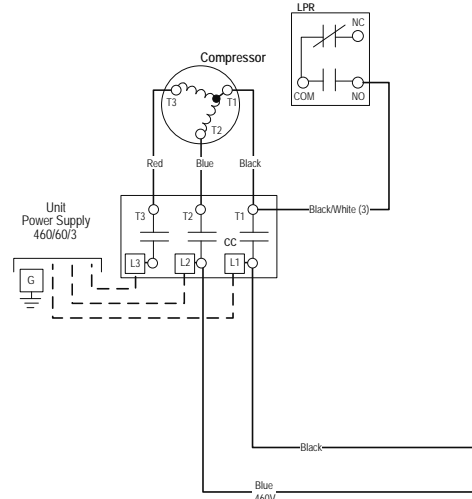 LPR
NC
COM
NO
Compressor
T3
T1
T2
Red
Blue
Black
Unit
Power Supply
460/60/3
T3
T2
T1
Black/White (3)
CC
L3
L2
L1
G
Black
Blue
460V